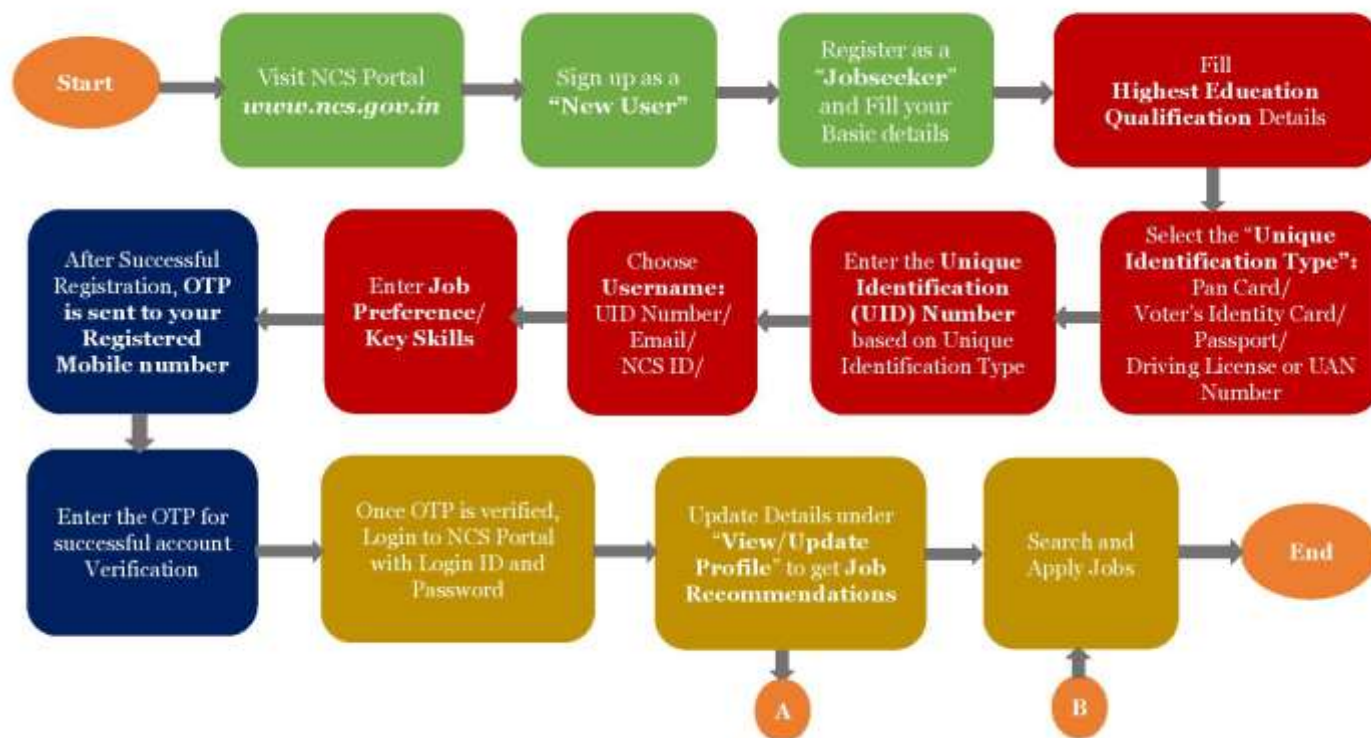 Start
Visit NCS Portal
www.ncs.gov.in
Sign up as a
“New User”
Register as a
“Jobseeker”
and Fill your
Basic details
Fill
Highest Education
Qualification Details
Select the “Unique
Identification Type”:
Pan Card/
Voter's Identity Card/
Passport/
Driving License or UAN
Number
Enter the Unique
Identification
(UID) Number
based on Unique
Identification Type
Choose
Username:
UID Number/
Email/
NCS ID/
Enter Job
Preference/
Key Skills
After Successful
Registration, OTP
is sent to your
Registered
Mobile number
Enter the OTP for
successful account
Verification
Once OTP is verified,
Login to NCS Portal
with Login ID and
Password
Update Details under
“View/Update
Profile” to get Job
Recommendations
Search and
Apply Jobs
End
A
B